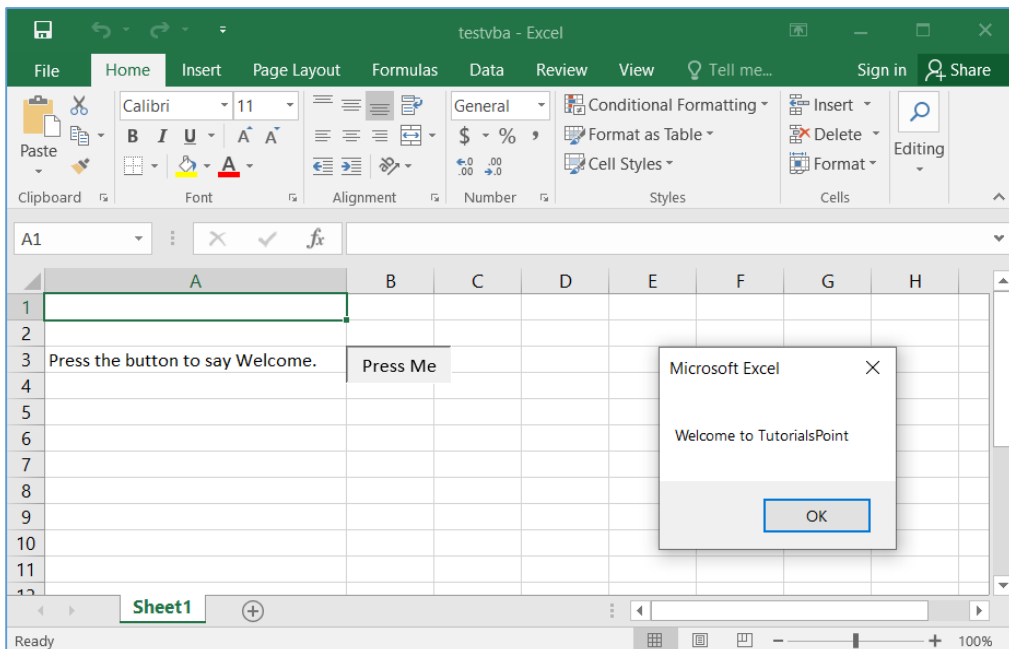 testvba - Excel
File Home Insert Page Layout Formulas Data Review View Tell me... Sign in Share
Calibri 11 General Conditional Formatting Insert
Paste B I U A A $ % , Format as Table Delete Editing
A .00 .00 Cell Styles Format
Clipboard Font Alignment Number Styles Cells
A1 fx
A B C D E F G H
1
2
3 Press the button to say Welcome. Press Me
Microsoft Excel
4
5
6 Welcome to TutorialsPoint
7
8
9 OK
10
11
Sheet1
Ready 100%